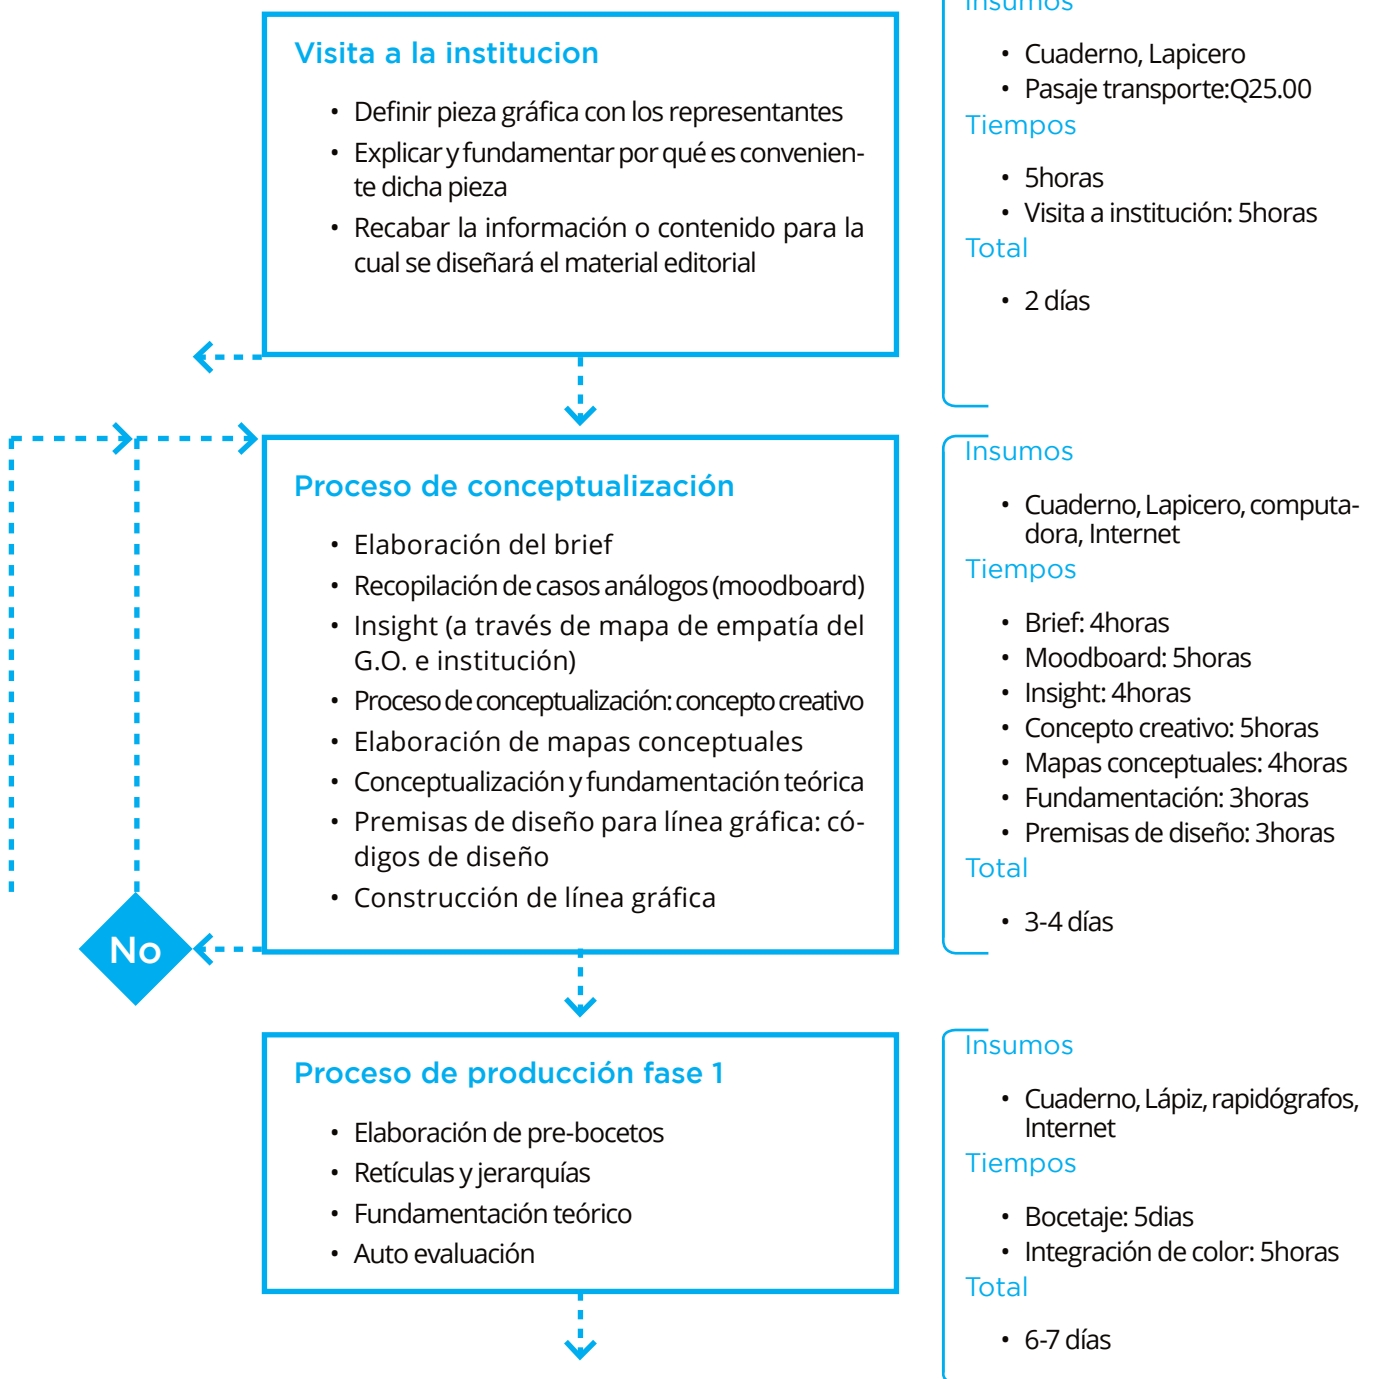 Visita a la institucion
• Definir pieza gráfica con los representantes
• Explicar y fundamentar por qué es convenien-
te dicha pieza
• Recabar la información o contenido para la
cual se diseñará el material editorial
Insumos
• Cuaderno, Lapicero
• Pasaje transporte:Q25.00
Tiempos
• 5horas
• Visita a institución: 5horas
Total
• 2 días
Proceso de conceptualización
• Elaboración del brief
• Recopilación de casos análogos (moodboard)
• Insight (a través de mapa de empatía del
G.O. e institución)
• Proceso de conceptualización: concepto creativo
• Elaboración de mapas conceptuales
• Conceptualización y fundamentación teórica
• Premisas de diseño para línea gráfica: có-
digos de diseño
• Construcción de línea gráfica
No
Insumos
• Cuaderno, Lapicero, computa-
dora, Internet
Tiempos
• Brief: 4horas
• Moodboard: 5horas
• Insight: 4horas
• Concepto creativo: 5horas
• Mapas conceptuales: 4horas
• Fundamentación: 3horas
• Premisas de diseño: 3horas
Total
• 3-4 días
Proceso de producción fase 1
• Elaboración de pre-bocetos
• Retículas y jerarquías
• Fundamentación teórico
• Auto evaluación
Insumos
• Cuaderno, Lápiz, rapidógrafos,
Internet
Tiempos
• Bocetaje: 5dias
• Integración de color: 5horas
Total
• 6-7 días